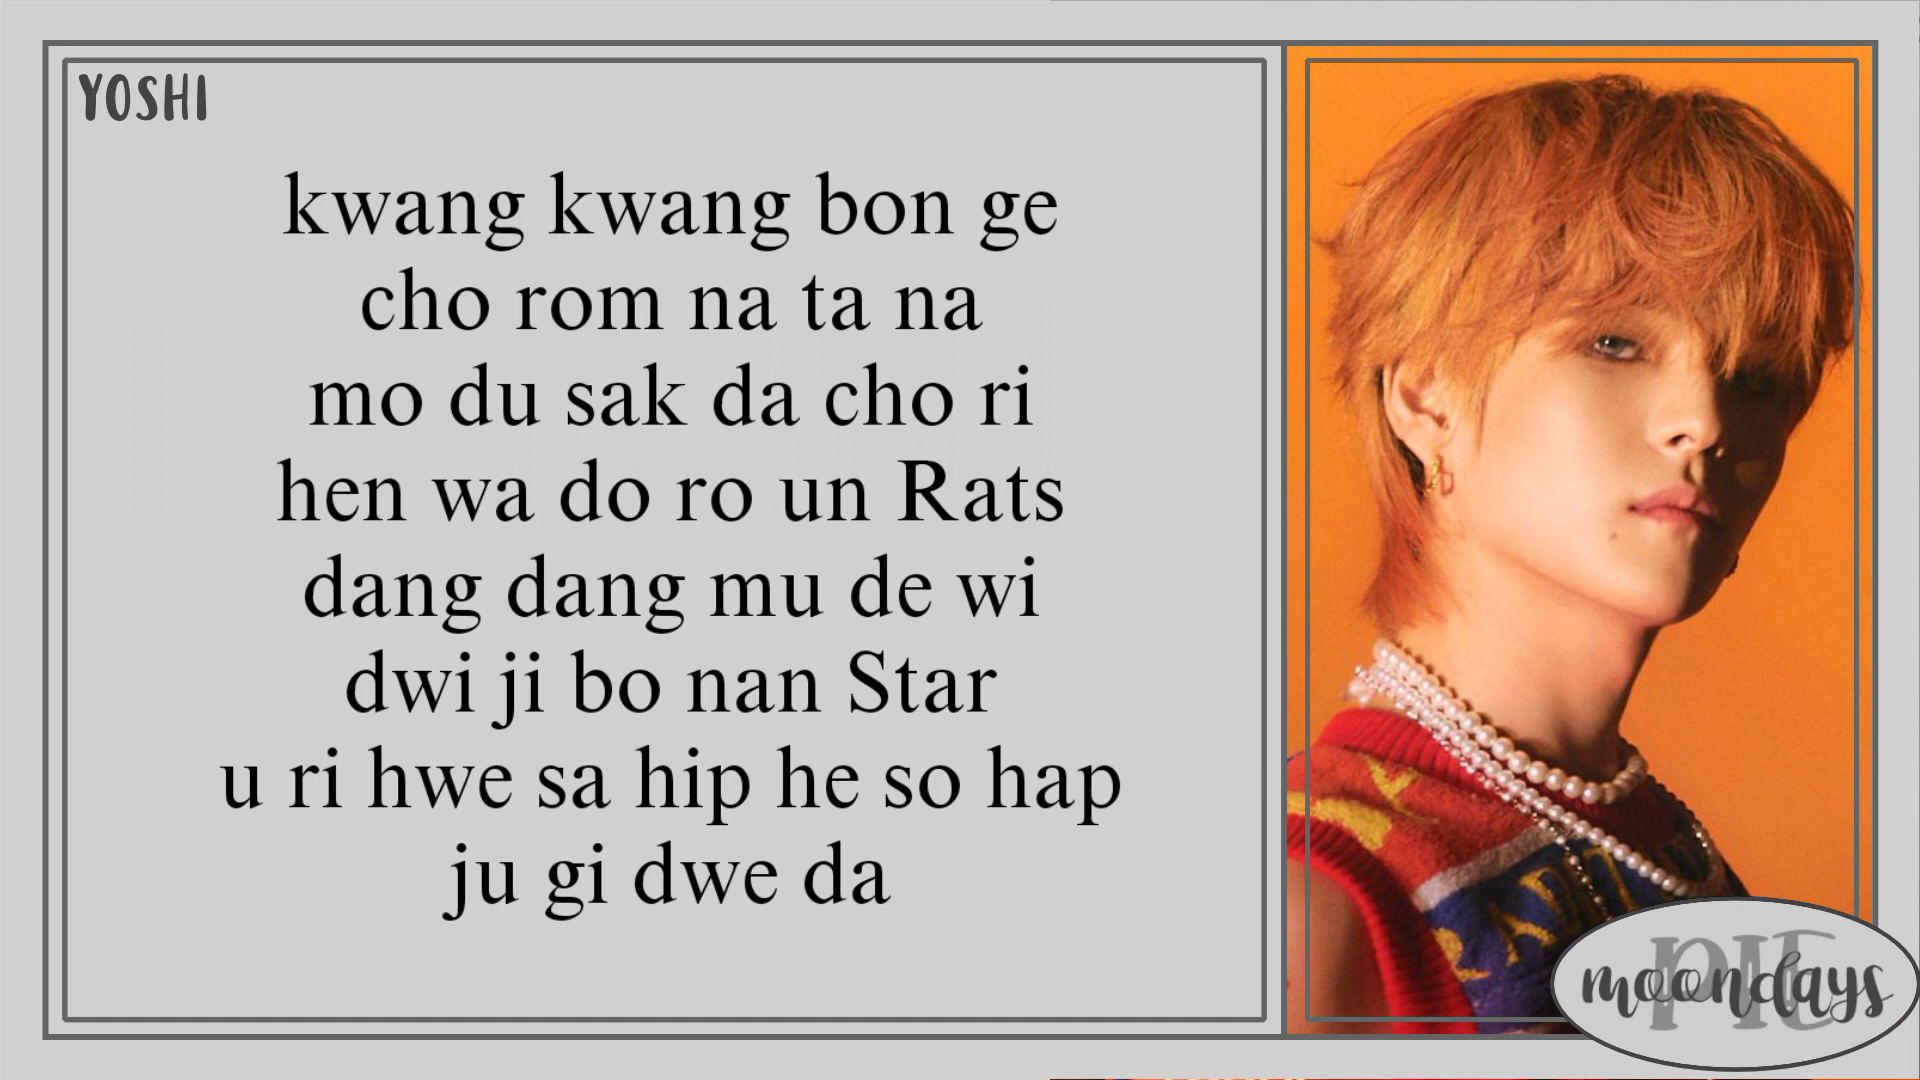 YOSHI
kwang kwang bon ge
cho rom na ta na
mo du sak da cho ri
hen wa do ro un Rats
dang dang mu de wi
dwi ji bo nan Star
u ri hwe sa hip he so hap
ju gi dwe da
PIE
moondays